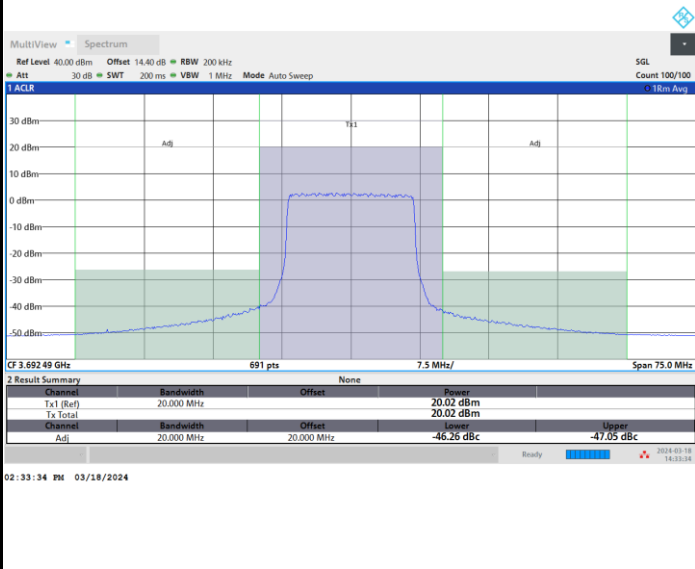 MultiView Spectrum
Ref Level 40.00 dBm Offset 14.40 dB RBW 200 kHz SGL
Att 30 dB SWT 200 ms VBW 1 MHz Mode Auto Sweep Count 100/100
1 ACLR 1Rm Avg
30 dBm
Tx1
Adj Adj
20 dBm
10 dBm
0 dBm
-10 dBm
-20 dBm
-30 dBm
-40 dBm
-50 dBm
CF 3.692 49 GHz 691 pts 7.5 MHz/ Span 75.0 MHz
2 Result Summary None
Channel Bandwidth Offset Power
Tx1 (Ref) 20.000 MHz 20.02 dBm
Tx Total 20.02 dBm
Channel Bandwidth Offset Lower Upper
Adj 20.000 MHz 20.000 MHz -46.26 dBc -47.05 dBc
Ready 2024-03-18
14:33:34
02:33:34 PM 03/18/2024